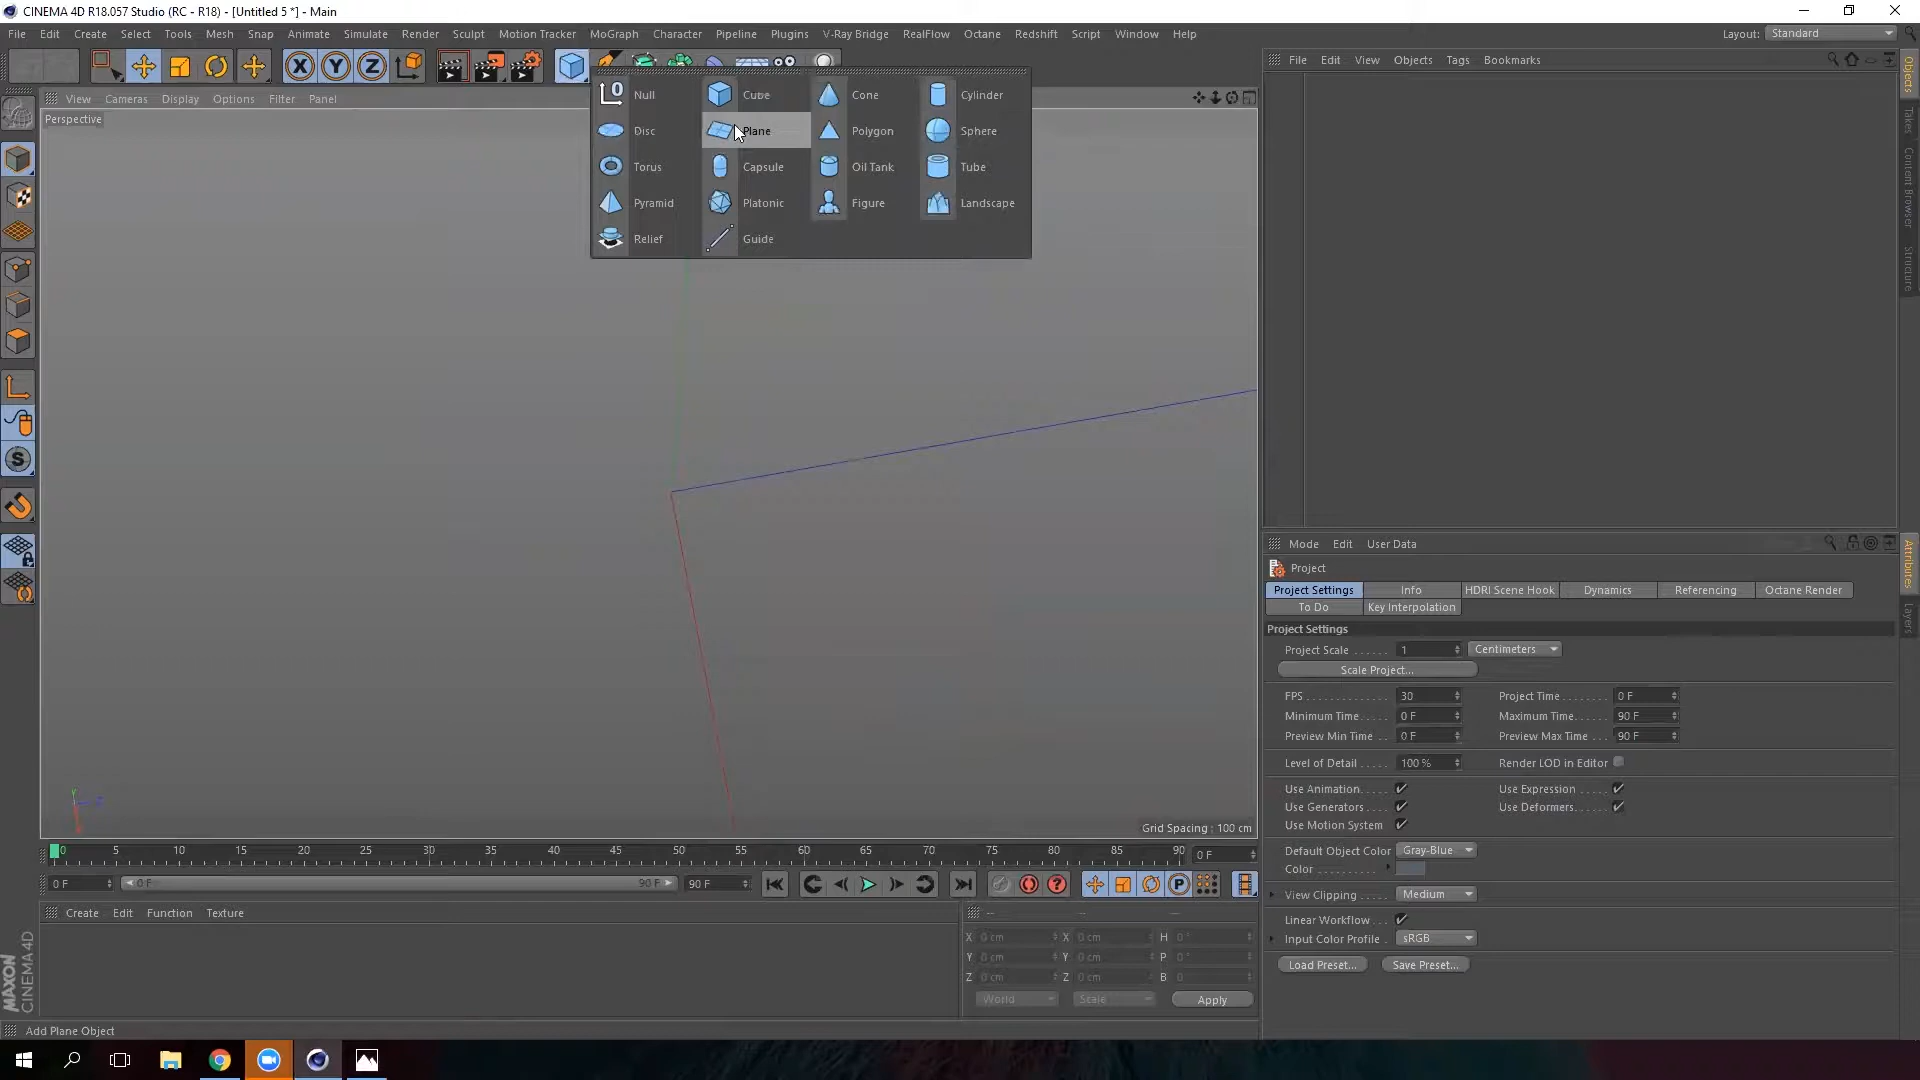 CINEMA 4D R18.057 Studio (RC - R18) - [Untitled 5 *] - Main
File Edit Create Select Tools Mesh Snap Animate Simulate Render Sculpt Motion Tracker MoGraph Character Pipeline Plugins V-Ray Bridge RealFlow Octane Redshift Script Window Help Layout: Standard
X Y Z
File Edit View Objects Tags Bookmarks
View Cameras Display Options Filter Panel
Perspective
0 Null Cube Cone Cylinder
Disc Plane Polygon Sphere
Torus Capsule Oil Tank Tube
Pyramid Platonic Figure Landscape
Relief Guide
Objects
Takes
Content Browser
Structure
S
Y Z
Grid Spacing : 100 cm
Mode Edit User Data
Project
Project Settings Info HDRI Scene Hook Dynamics Referencing Octane Render
To Do Key Interpolation
Project Settings
Project Scale ...... 1 Centimeters
Scale Project...
FPS ............... 30 Project Time ........ 0 F
Minimum Time..... 0 F Maximum Time...... 90 F
Preview Min Time .. 0 F Preview Max Time ... 90 F
Level of Detail ..... 100 % Render LOD in Editor
Use Animation..... Use Expression .....
Use Generators .... Use Deformers.....
Use Motion System
Default Object Color Gray-Blue
Color ..........
View Clipping ..... Medium
Linear Workflow ...
Input Color Profile . sRGB
Load Preset... Save Preset...
Attributes
Layers
0 5 10 15 20 25 30 35 40 45 50 55 60 65 70 75 80 85 90 0 F
0 F 0 F 90 F 90 F P
Create Edit Function Texture
-- -- --
X 0 cm X 0 cm H 0 °
Y 0 cm Y 0 cm P 0 °
Z 0 cm Z 0 cm B 0
World Scale Apply
MAXON
CINEMA 4D
Add Plane Object